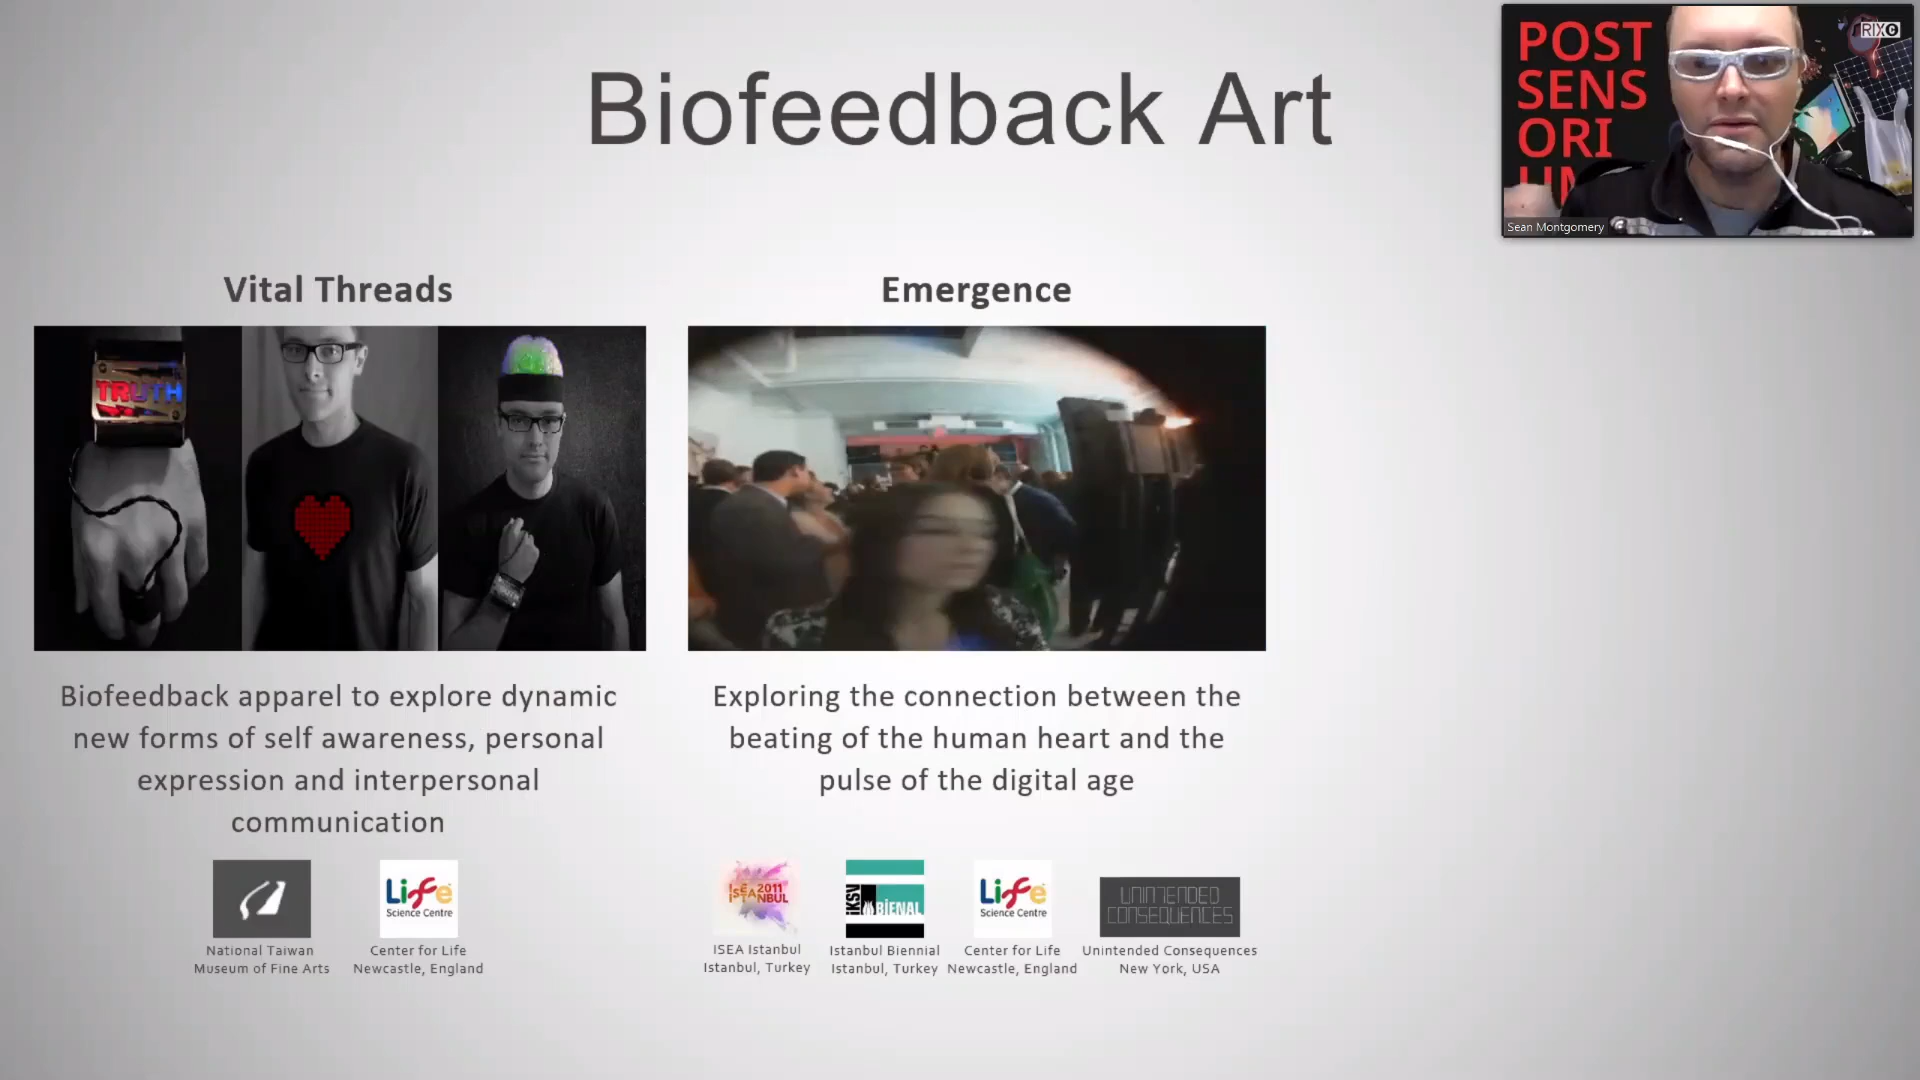 Biofeedback Art
POST
SENS
ORI
UM
RIXC
Sean Montgomery
Vital Threads
TRUTH
Biofeedback apparel to explore dynamic
new forms of self awareness, personal
expression and interpersonal
communication
National Taiwan
Museum of Fine Arts
Life
Science Centre
Center for Life
Newcastle, England
Emergence
Exploring the connection between the
beating of the human heart and the
pulse of the digital age
ISEA 2011
ISTANBUL
ISEA Istanbul
Istanbul, Turkey
İKSV
BİENAL
Istanbul Biennial
Istanbul, Turkey
Life
Science Centre
Center for Life
Newcastle, England
UNINTENDED
CONSEQUENCES
Unintended Consequences
New York, USA